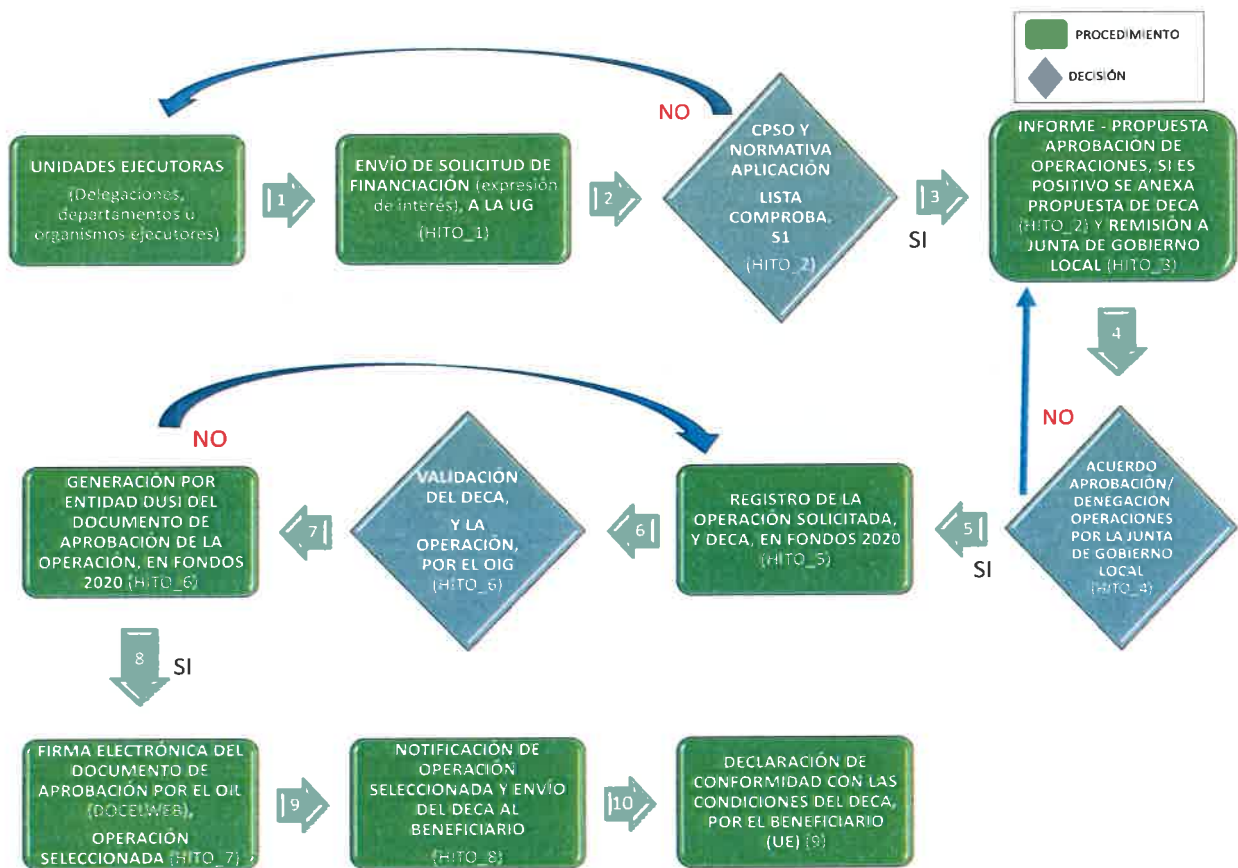 PROCEDIMIENTO
DECISIÓN
NO
UNIDADES EJECUTORAS
(Delegaciones,
departamentos u
organismos ejecutores)
1
ENVÍO DE SOLICITUD DE
FINANCIACIÓN (expresión
de interés), A LA UG
(HITO_1)
2
CPSO Y
NORMATIVA
APLICACIÓN
LISTA
COMPROBA.
S1
(HITO_2)
3
SI
INFORME - PROPUESTA
APROBACIÓN DE
OPERACIONES, SI ES
POSITIVO SE ANEXA
PROPUESTA DE DECA
(HITO_2) Y REMISIÓN A
JUNTA DE GOBIERNO
LOCAL (HITO_3)
4
NO
ACUERDO
APROBACIÓN/
DENEGACIÓN
OPERACIONES
POR LA JUNTA
DE GOBIERNO
LOCAL
(HITO_4)
5
SI
REGISTRO DE LA
OPERACIÓN SOLICITADA,
Y DECA, EN FONDOS 2020
(HITO_5)
6
VALIDACIÓN
DEL DECA,
Y LA
OPERACIÓN,
POR EL OIG
(HITO_6)
7
NO
GENERACIÓN POR
ENTIDAD DUSI DEL
DOCUMENTO DE
APROBACIÓN DE LA
OPERACIÓN, EN FONDOS
2020 (HITO_6)
8
SI
FIRMA ELECTRÓNICA DEL
DOCUMENTO DE
APROBACIÓN POR EL OIL
(DOCELWEB),
OPERACIÓN
SELECCIONADA (HITO_7)
9
NOTIFICACIÓN DE
OPERACIÓN
SELECCIONADA Y ENVÍO
DEL DECA AL
BENEFICIARIO
(HITO_8)
10
DECLARACIÓN DE
CONFORMIDAD CON LAS
CONDICIONES DEL DECA,
POR EL BENEFICIARIO
(UE) (9)